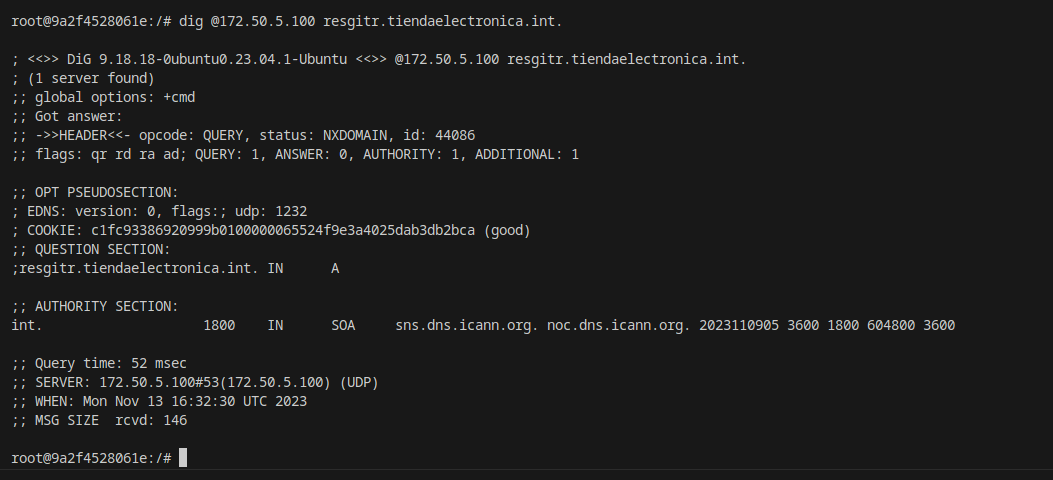 root@9a2f4528061e:/# dig @172.50.5.100 resgitr.tiendaelectronica.int.
; <<>> DiG 9.18.18-0ubuntu0.23.04.1-Ubuntu <<>> @172.50.5.100 resgitr.tiendaelectronica.int.
; (1 server found)
;; global options: +cmd
;; Got answer:
;; ->>HEADER<<- opcode: QUERY, status: NXDOMAIN, id: 44086
;; flags: qr rd ra ad; QUERY: 1, ANSWER: 0, AUTHORITY: 1, ADDITIONAL: 1
;; OPT PSEUDOSECTION:
; EDNS: version: 0, flags:; udp: 1232
; COOKIE: c1fc93386920999b0100000065524f9e3a4025dab3db2bca (good)
;; QUESTION SECTION:
;resgitr.tiendaelectronica.int. IN A
;; AUTHORITY SECTION:
int. 1800 IN SOA sns.dns.icann.org. noc.dns.icann.org. 2023110905 3600 1800 604800 3600
;; Query time: 52 msec
;; SERVER: 172.50.5.100#53(172.50.5.100) (UDP)
;; WHEN: Mon Nov 13 16:32:30 UTC 2023
;; MSG SIZE rcvd: 146
root@9a2f4528061e:/#